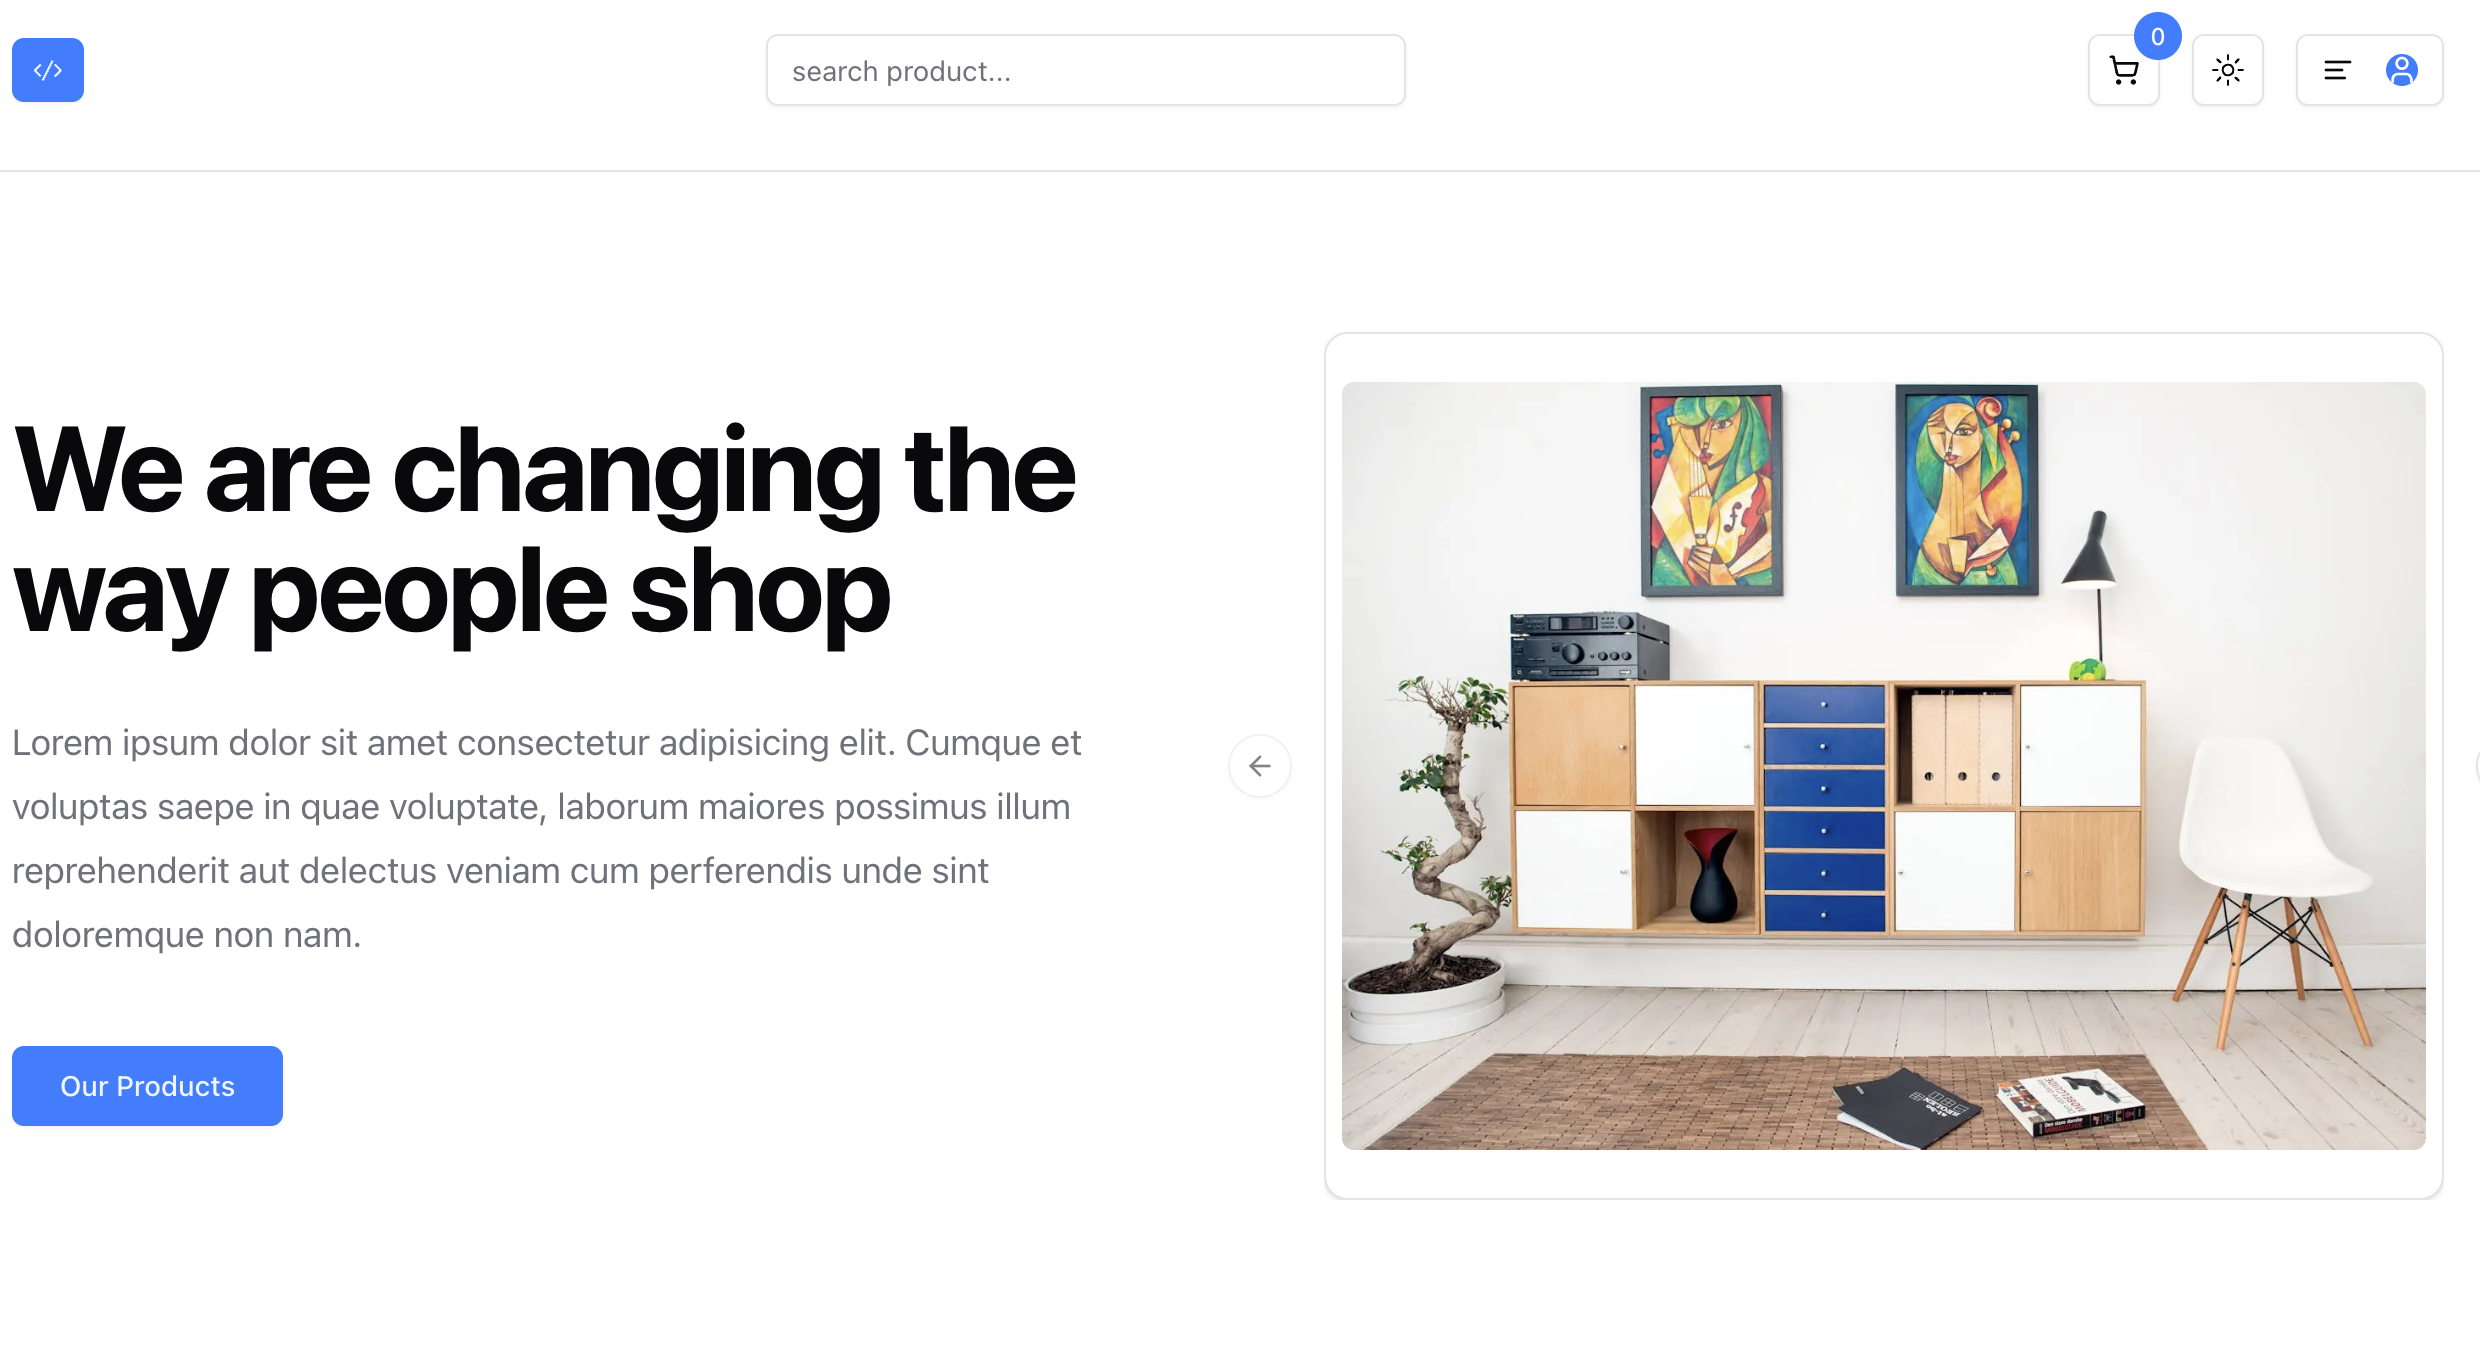 search product...
0
We are changing the
way people shop
Lorem ipsum dolor sit amet consectetur adipisicing elit. Cumque et
voluptas saepe in quae voluptate, laborum maiores possimus illum
reprehenderit aut delectus veniam cum perferendis unde sint
doloremque non nam.
Our Products